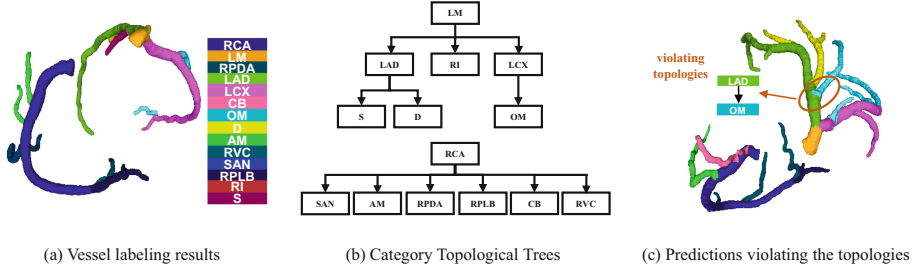 RCA
LM
RPDA
LAD
LCX
CB
OM
D
AM
RVC
SAN
RPLB
RI
S
LM
LAD RI LCX
S D OM
RCA
SAN AM RPDA RPLB CB RVC
violating
topologies
LAD
OM
(a) Vessel labeling results
(b) Category Topological Trees
(c) Predictions violating the topologies